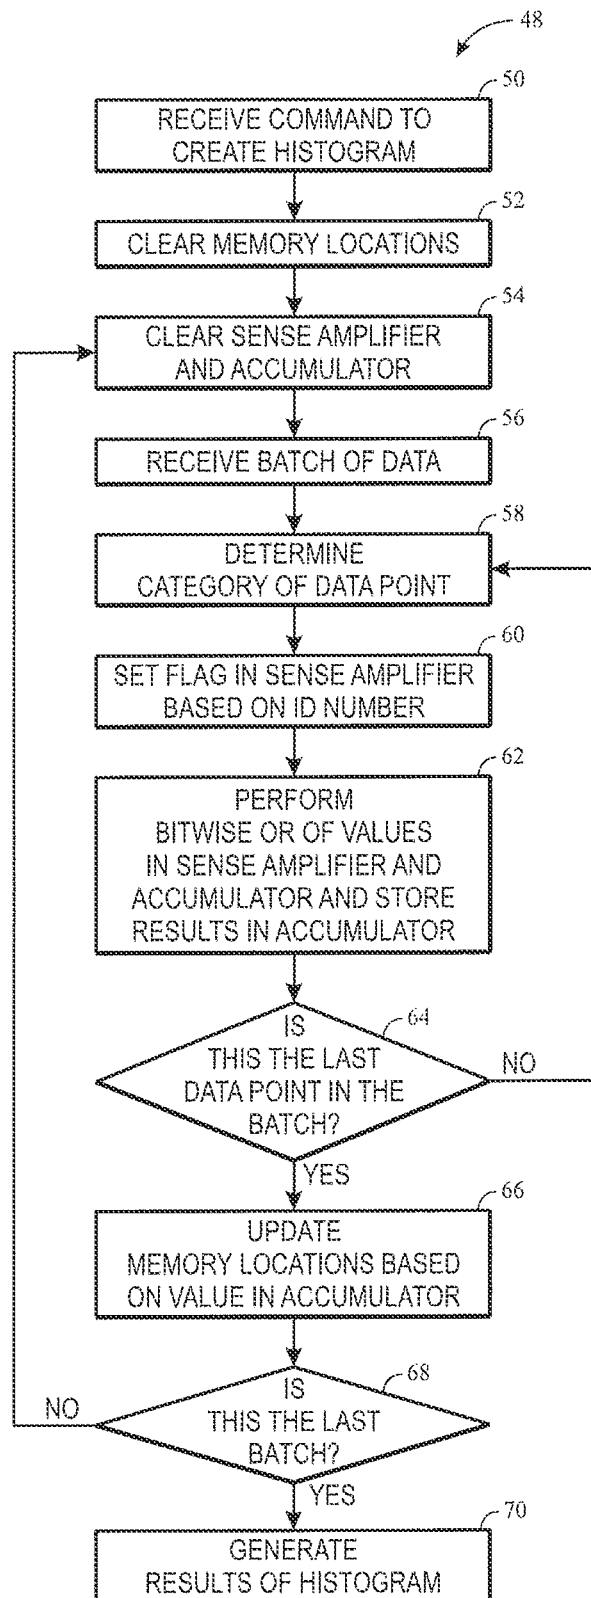 48
50
RECEIVE COMMAND TO
CREATE HISTOGRAM
52
CLEAR MEMORY LOCATIONS
54
CLEAR SENSE AMPLIFIER
AND ACCUMULATOR
56
RECEIVE BATCH OF DATA
58
DETERMINE
CATEGORY OF DATA POINT
60
SET FLAG IN SENSE AMPLIFIER
BASED ON ID NUMBER
62
PERFORM
BITWISE OR OF VALUES
IN SENSE AMPLIFIER AND
ACCUMULATOR AND STORE
RESULTS IN ACCUMULATOR
64
IS
THIS THE LAST
DATA POINT IN THE
BATCH?
NO
YES
66
UPDATE
MEMORY LOCATIONS BASED
ON VALUE IN ACCUMULATOR
68
IS
THIS THE LAST
BATCH?
NO
YES
70
GENERATE
RESULTS OF HISTOGRAM